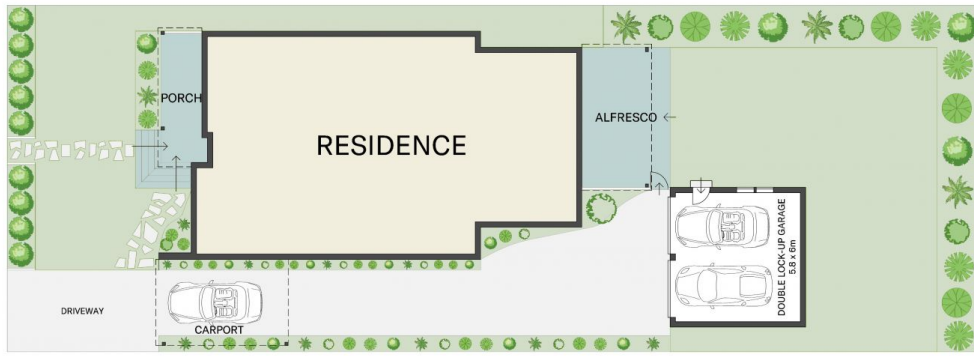 PORCH
RESIDENCE
ALFRESCO
DOUBLE LOCK-UP GARAGE
5.8 x 6m
DRIVEWAY
CARPORT